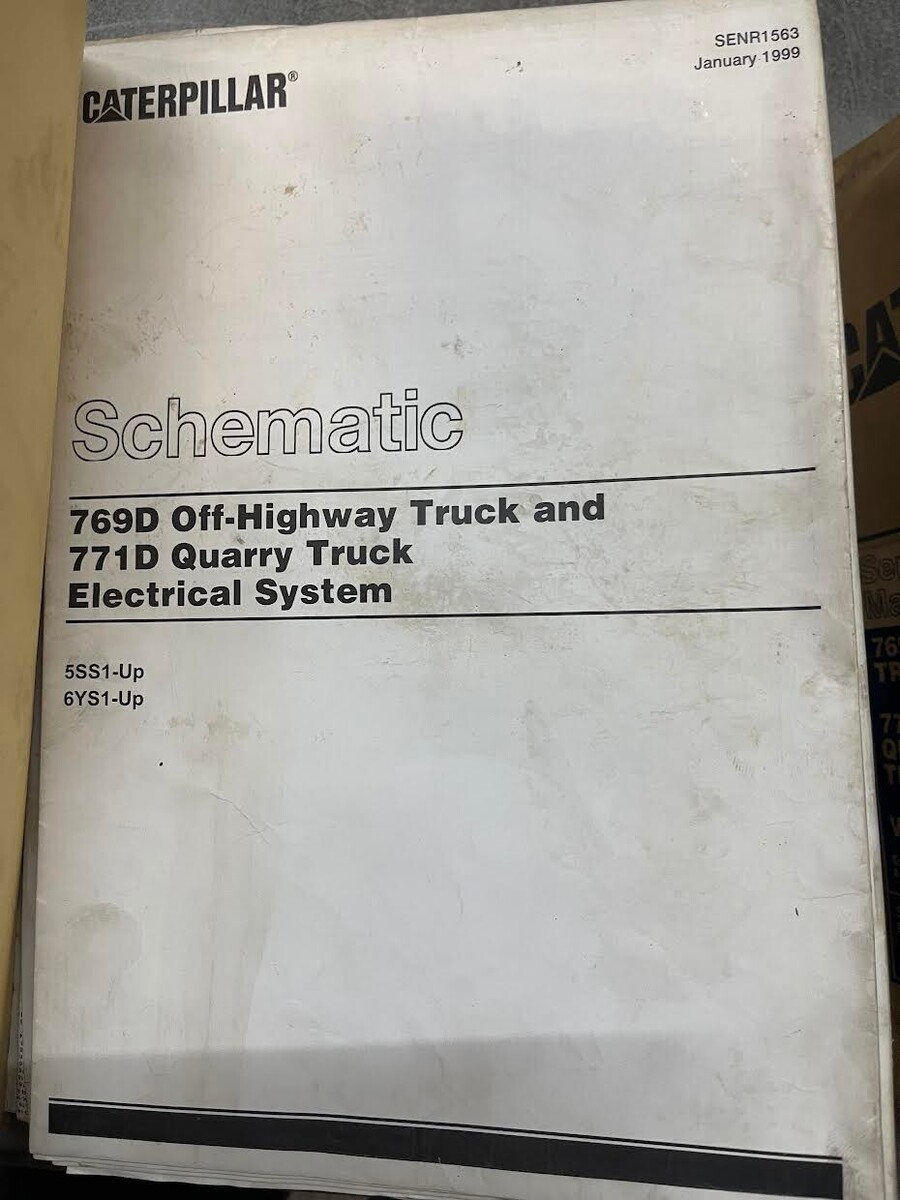 SENR1563
January 1999
CATERPILLAR®
Schematic
769D Off-Highway Truck and
771D Quarry Truck
Electrical System
5SS1-Up
6YS1-Up